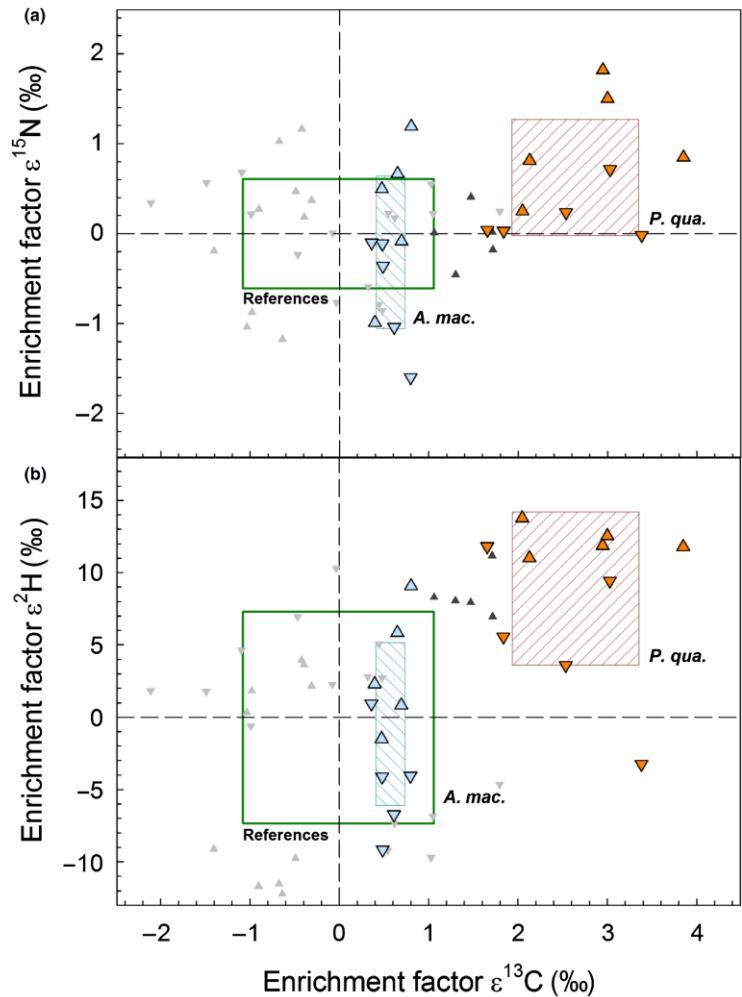 (a)
Enrichment factor ε¹⁵N (‰)
2
1
0
−1
−2
P. qua.
References
A. mac.
(b)
Enrichment factor ε²H (‰)
15
10
5
0
−5
−10
P. qua.
A. mac.
References
−2 −1 0 1 2 3 4
Enrichment factor ε¹³C (‰)